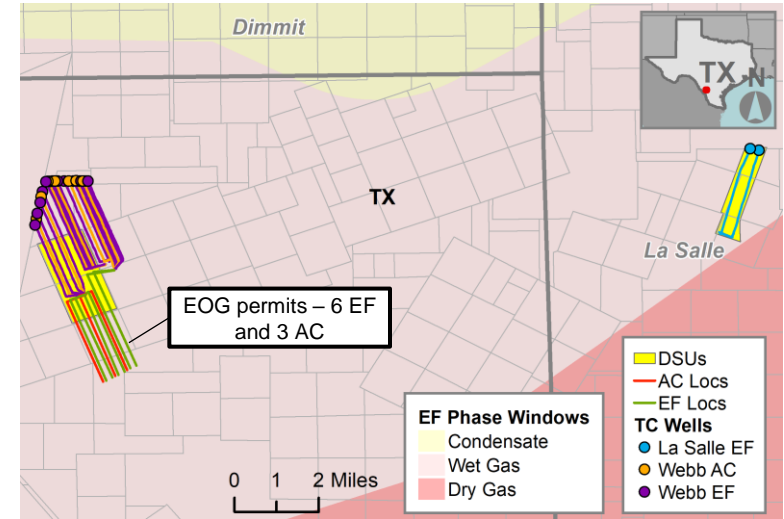 Dimmit
TX
N
TX
La Salle
EOG permits – 6 EF
and 3 AC
EF Phase Windows
Condensate
Wet Gas
Dry Gas
0 1 2 Miles
DSUs
AC Locs
EF Locs
TC Wells
La Salle EF
Webb AC
Webb EF